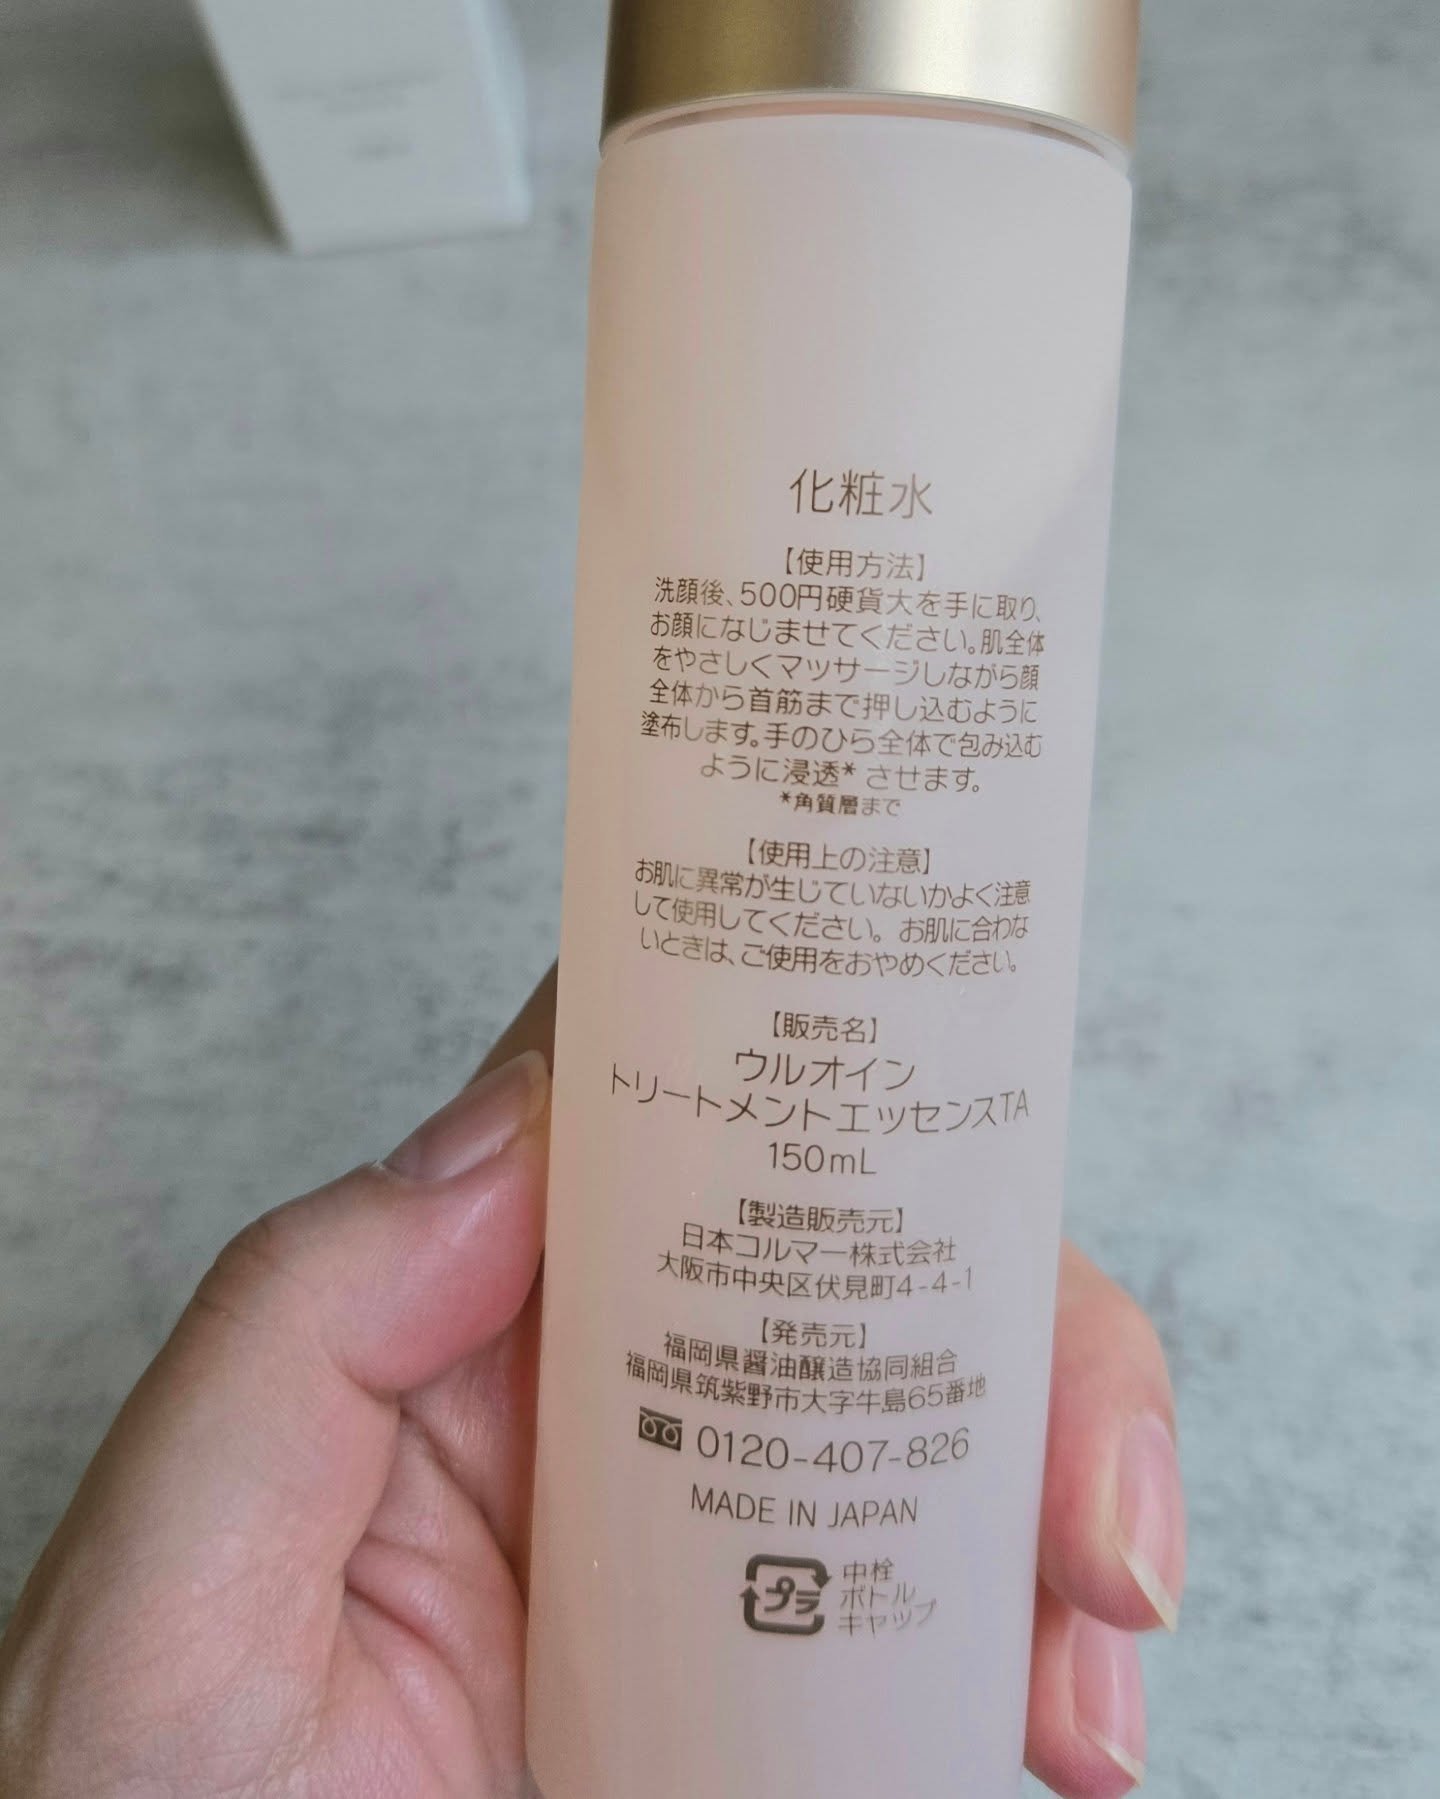 化粧水
【使用方法】
洗顔後、500円硬貨大を手に取り、
お顔になじませてください。肌全体
をやさしくマッサージしながら顔
全体から首筋まで押し込むように
塗布します。手のひら全体で包み込む
ように浸透* させます。
*角質層まで
【使用上の注意】
お肌に異常が生じていないかよく注意
して使用してください。 お肌に合わな
いときは、ご使用をおやめください。
【販売名】
ウルオイン
トリートメントエッセンスTA
150mL
【製造販売元】
日本コルマー株式会社
大阪市中央区伏見町4-4-1
【発売元】
福岡県醤油醸造協同組合
福岡県筑紫野市大字牛島65番地
0120-407-826
MADE IN JAPAN
プラ
中栓
ボトル
キャップ